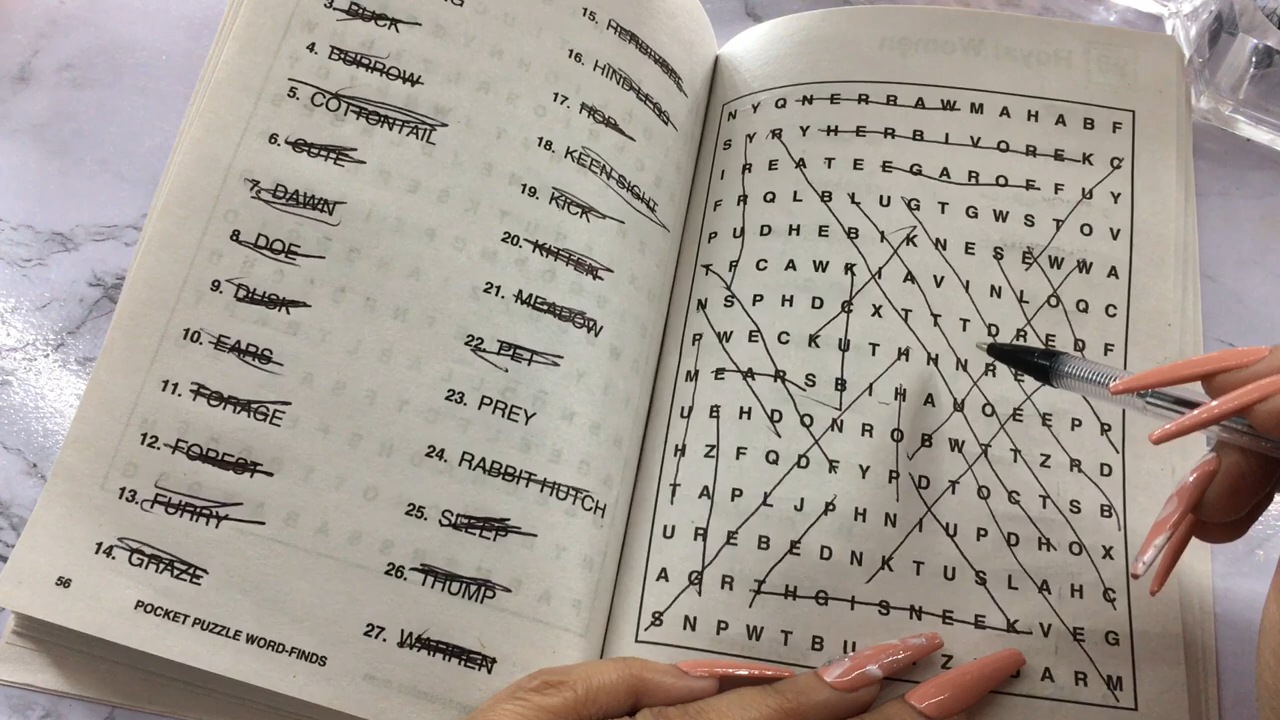 3. BUCK
4. BURROW
5. COTTONTAIL
6. CUTE
7. DAWN
8. DOE
9. DUSK
10. EARS
11. FORAGE
12. FOREST
13. FURRY
14. GRAZE
56
POCKET PUZZLE WORD-FINDS
15. HERBIVORE
16. HIND LEGS
17. HOP
18. KEEN SIGHT
19. KICK
20. KITTEN
21. MEADOW
22. PET
23. PREY
24. RABBIT HUTCH
25. SLEEP
26. THUMP
27. WARREN
Royal Women
N Y Q N E R R A W M A H A B F
S Y R Y H E R B I V O R E K C
I R E A T E E G A R O F F U Y
F R Q L B L U G T G W S T O V
P U D H E B I K N E S E W W A
T F C A W K I A V I N L O Q C
N S P H D C X T T T D R E D F
P W E C K U T H H N R E
M E A R S B I H A U O E E P R
U E H D O N R O B W T T Z R D
H Z F Q D F Y P D T O C T S B
T A P L J P H N I U P D H O X
U R E B E D N K T U S L A H C
A G R T H G I S N E E K V E G
S N P W T B U Z A R M